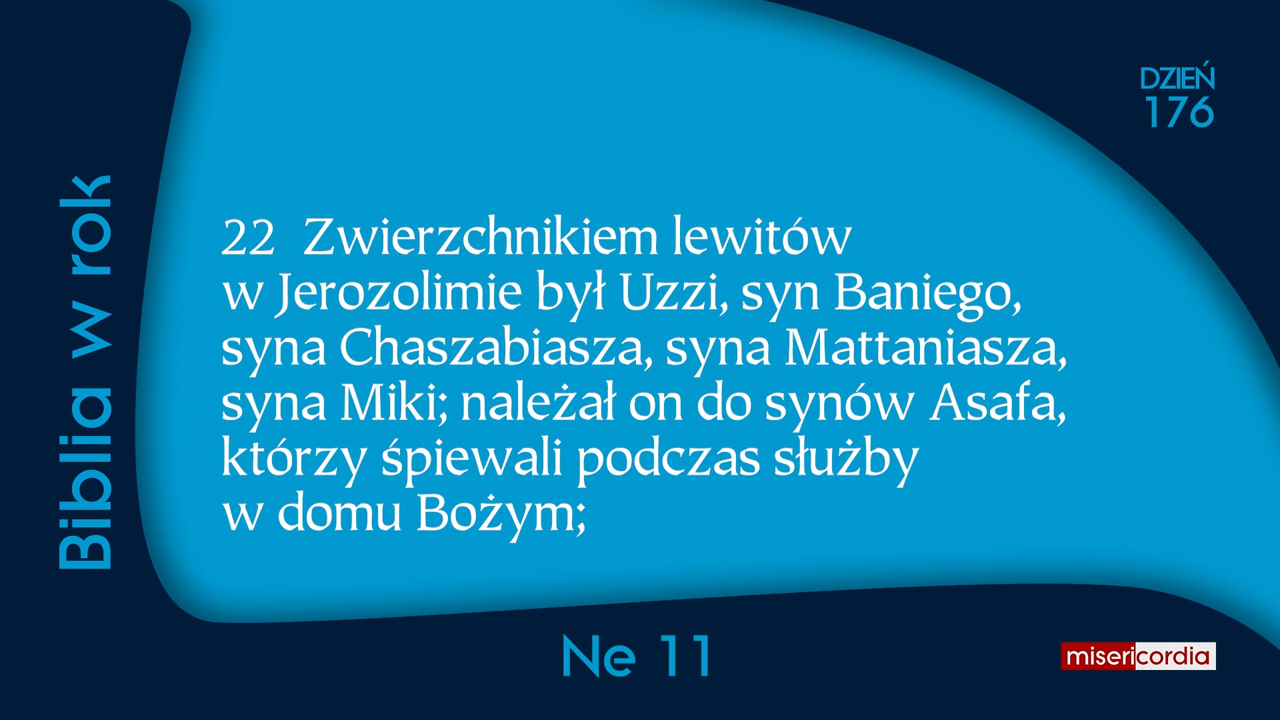 DZIEŃ
176
Biblia w rok
22 Zwierzchnikiem lewitów
w Jerozolimie był Uzzi, syn Baniego,
syna Chaszabiasza, syna Mattaniasza,
syna Miki; należał on do synów Asafa,
którzy śpiewali podczas służby
w domu Bożym;
Ne 11
misericordia